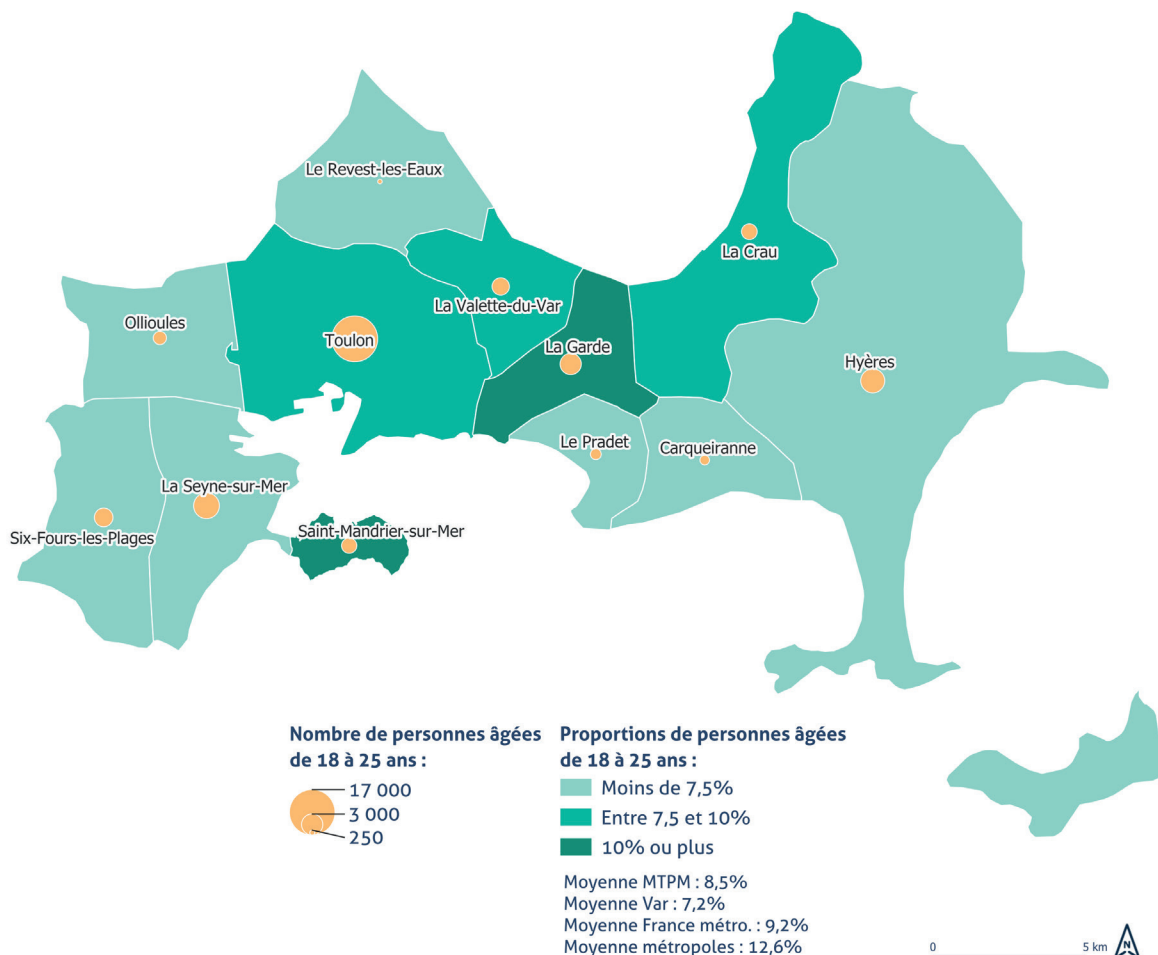 Le Revest-les-Eaux
La Crau
La Valette-du-Var
Ollioules
Toulon
La Garde
Hyères
Le Pradet
Carqueiranne
La Seyne-sur-Mer
Six-Fours-les-Plages
Saint-Mandrier-sur-Mer
Nombre de personnes âgées
de 18 à 25 ans :
17 000
3 000
250
Proportions de personnes âgées
de 18 à 25 ans :
Moins de 7,5%
Entre 7,5 et 10%
10% ou plus
Moyenne MTPM : 8,5%
Moyenne Var : 7,2%
Moyenne France métro. : 9,2%
Moyenne métropoles : 12,6%
0 5 km
N